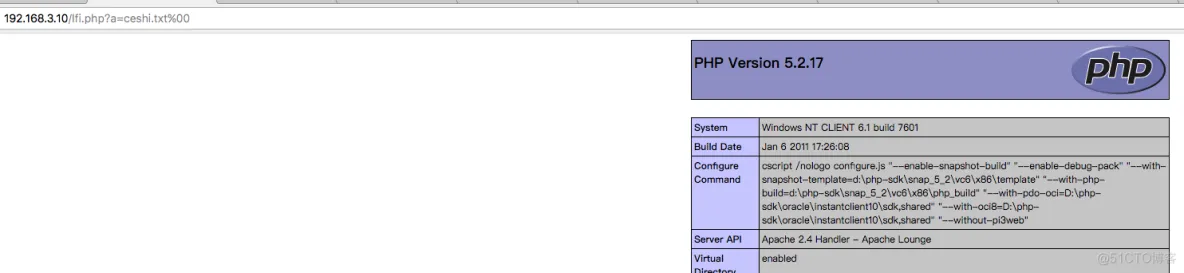 192.168.3.10/lfi.php?a=ceshi.txt%00
PHP Version 5.2.17
php
System Windows NT CLIENT 6.1 build 7601
Build Date Jan 6 2011 17:26:08
Configure Command cscript /nologo configure.js "--enable-snapshot-build" "--enable-debug-pack" "--with-
snapshot-template=d:\php-sdk\snap_5_2\vc6\x86\template" "--with-php-
build=d:\php-sdk\snap_5_2\vc6\x86\php_build" "--with-pdo-oci=D:\php-
sdk\oracle\instantclient10\sdk,shared" "--with-oci8=D:\php-
sdk\oracle\instantclient10\sdk,shared" "--without-pi3web"
Server API Apache 2.4 Handler - Apache Lounge
Virtual Directory enabled
@51CTO博客